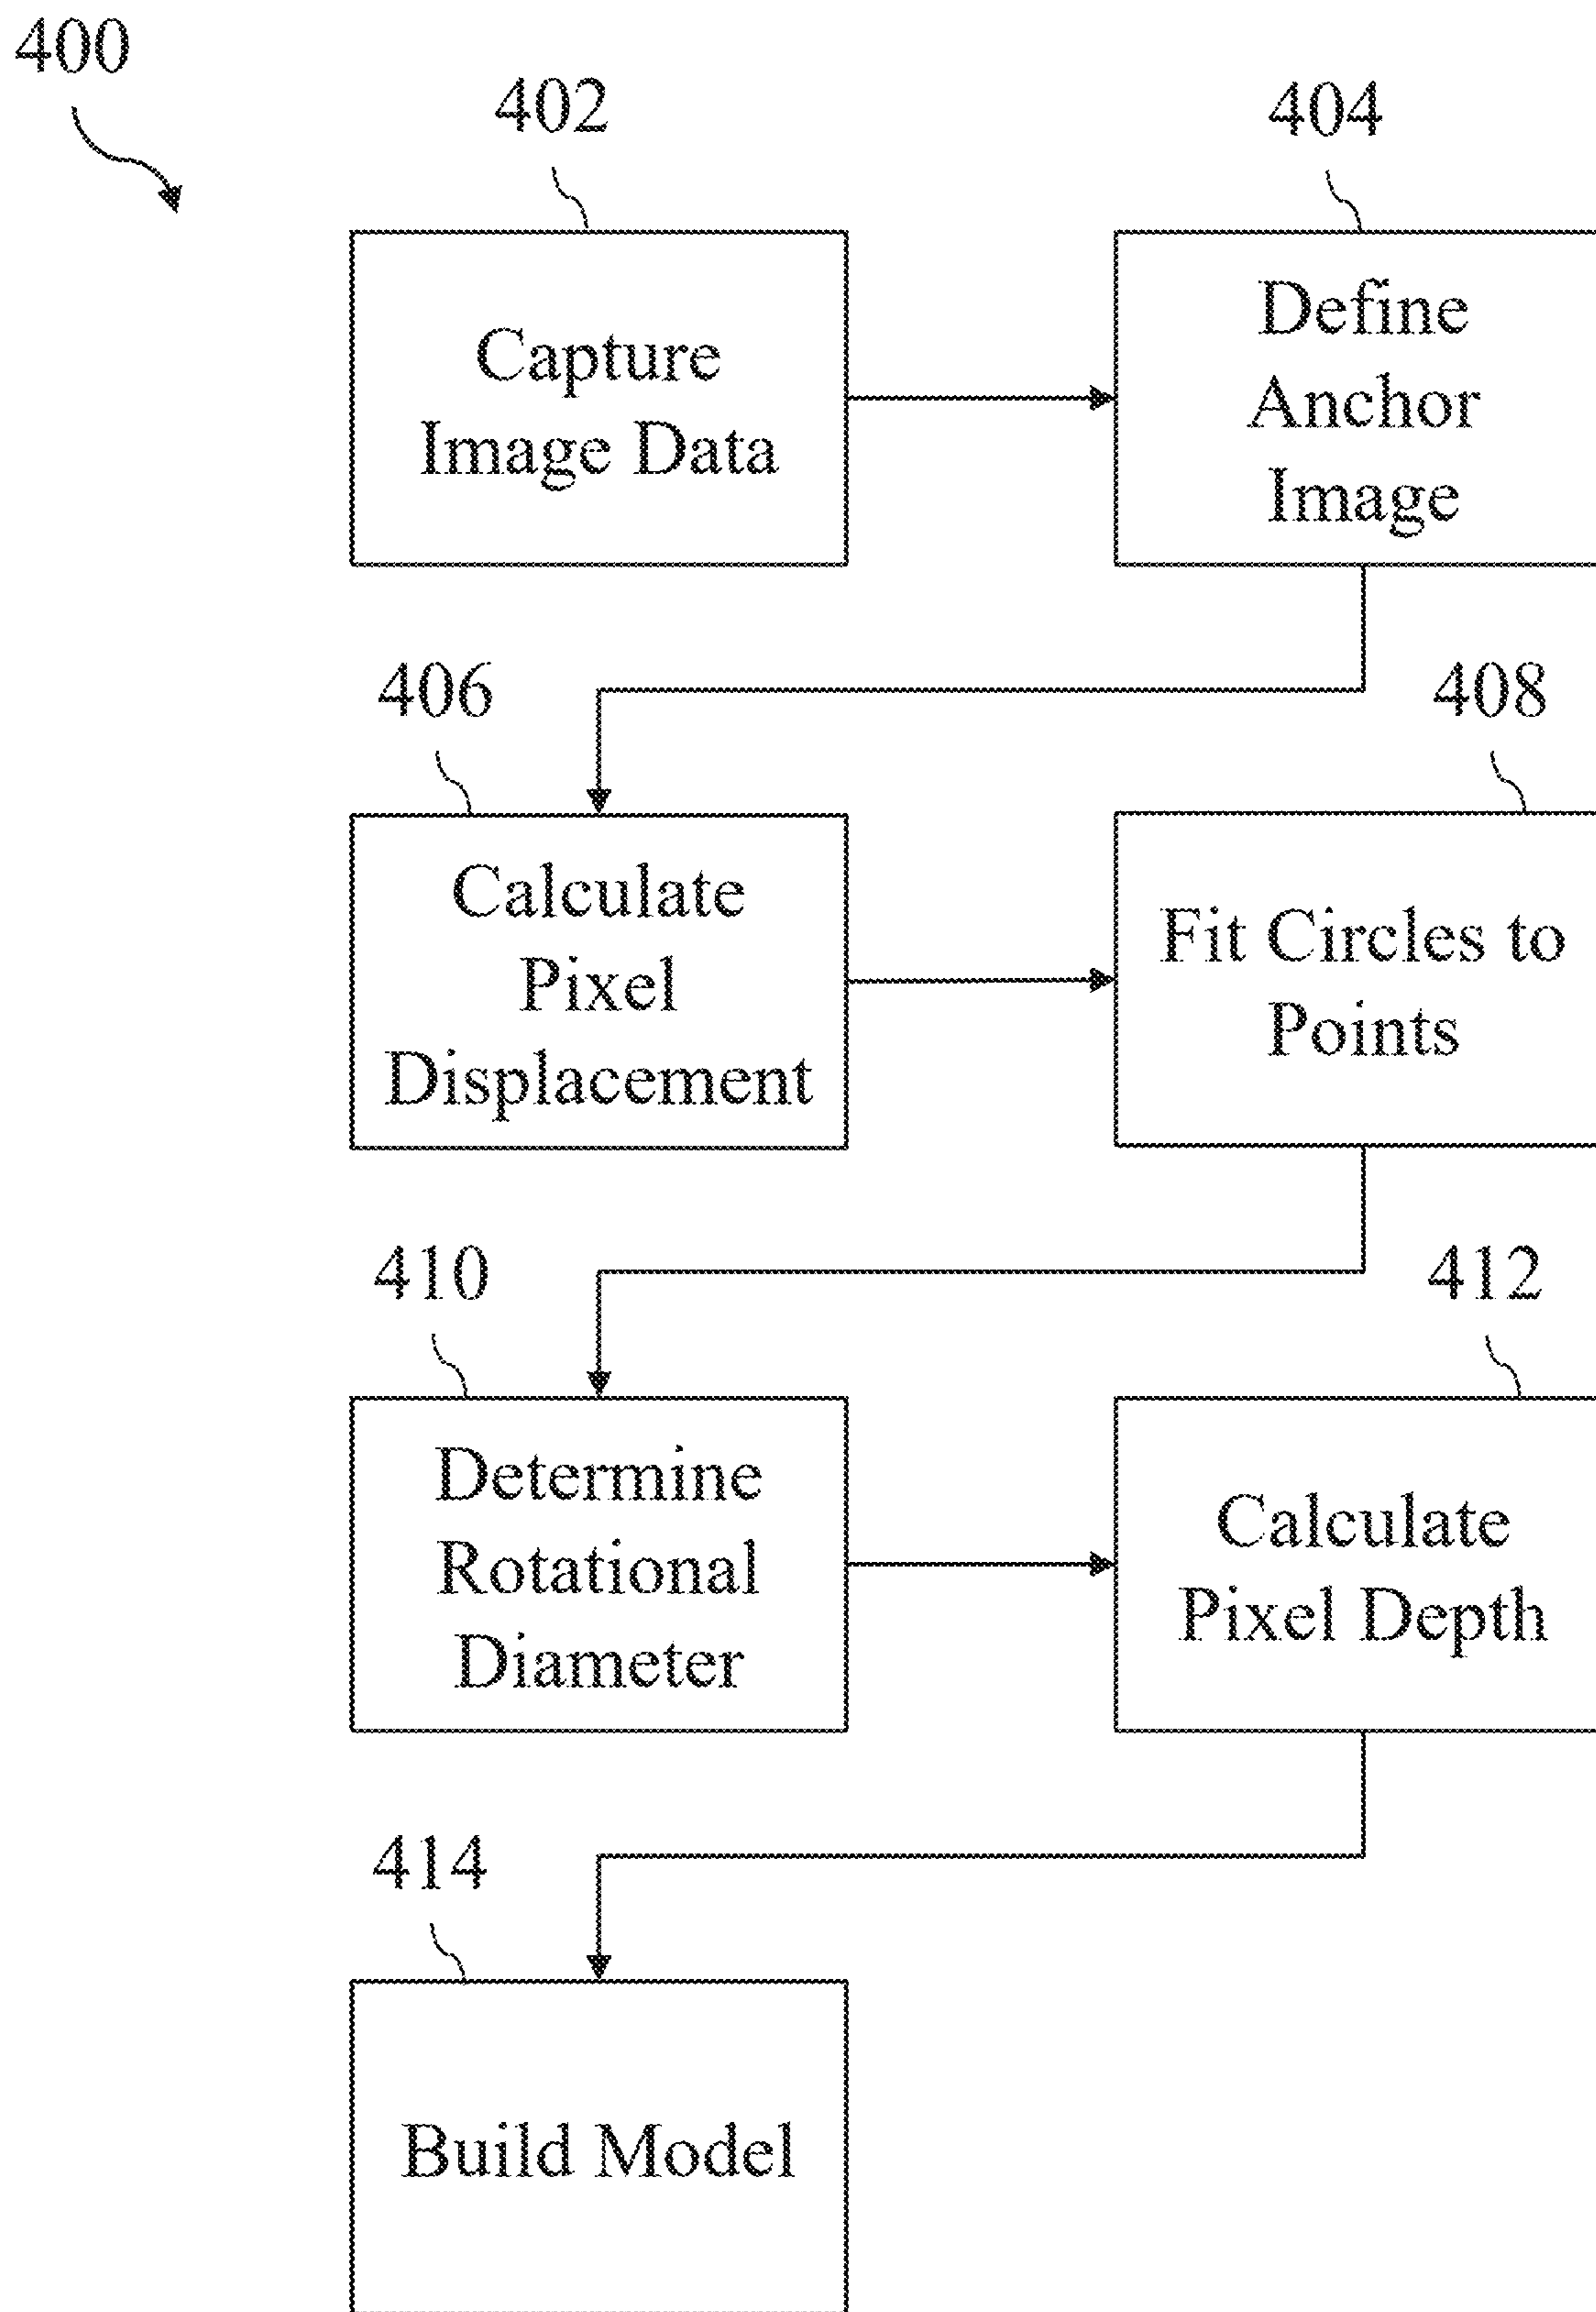 400
402
Capture
Image Data
404
Define
Anchor
Image
406
Calculate
Pixel
Displacement
408
Fit Circles to
Points
410
Determine
Rotational
Diameter
412
Calculate
Pixel Depth
414
Build Model